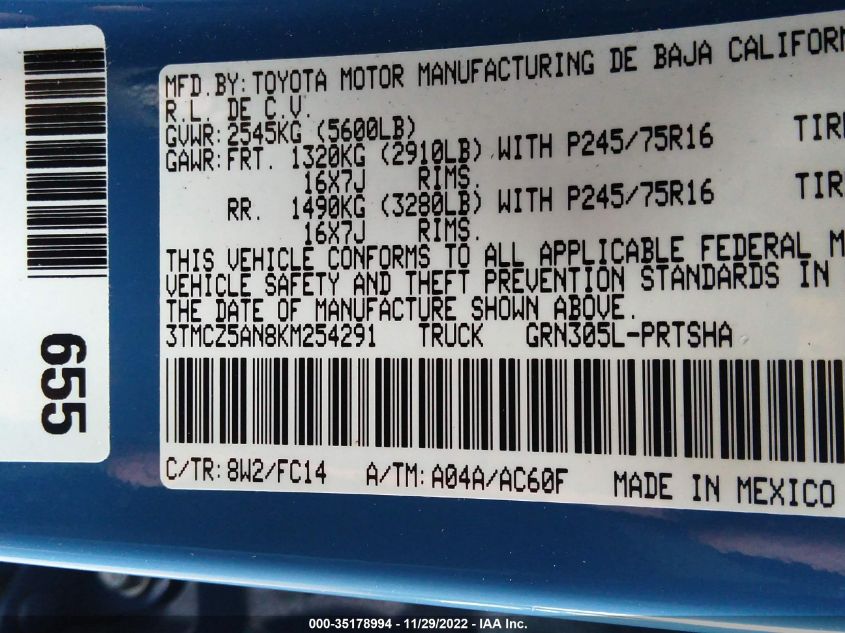 MFD.BY: TOYOTA MOTOR MANUFACTURING DE BAJA
R.L. DE C.V.
GVWR: 2545KG (5600LB)
GAWR: FRT. 1320KG (2910LB) WITH P245/75R16
16X7J RIMS.
RR. 1490KG (3280LB) WITH P245/75R16
16X7J RIMS.
THIS VEHICLE CONFORMS TO ALL APPLICABLE FEDERAL
VEHICLE SAFETY AND THEFT PREVENTION STANDARDS IN
THE DATE OF MANUFACTURE SHOWN ABOVE.
3TMCZ5AN8KM254291 TRUCK GRN305L-PRTSHA
C/TR: 8W2/FC14 A/TM: A04A/AC60F MADE IN MEXICO
655
000-35178994 - 11/29/2022 - IAA Inc.